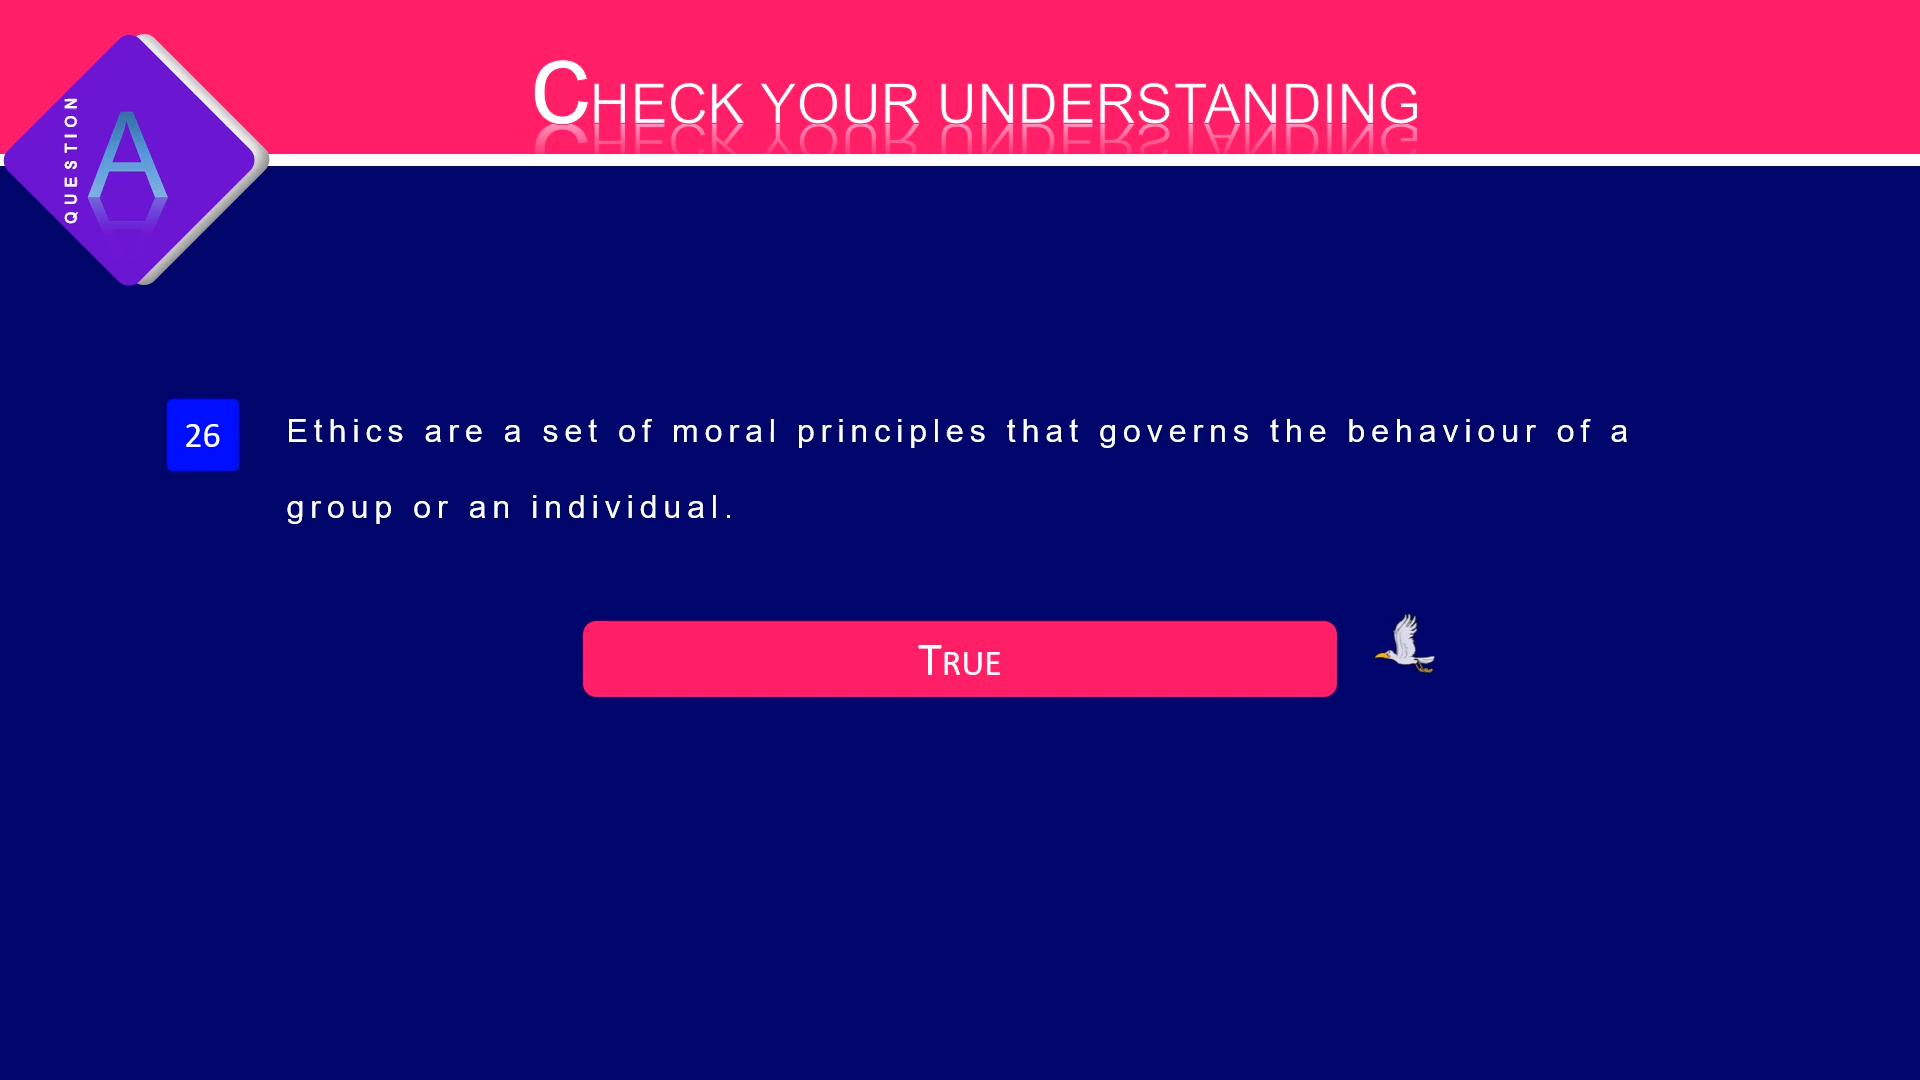 CHECK YOUR UNDERSTANDING
QUESTION
A
26
Ethics are a set of moral principles that governs the behaviour of a
group or an individual.
TRUE